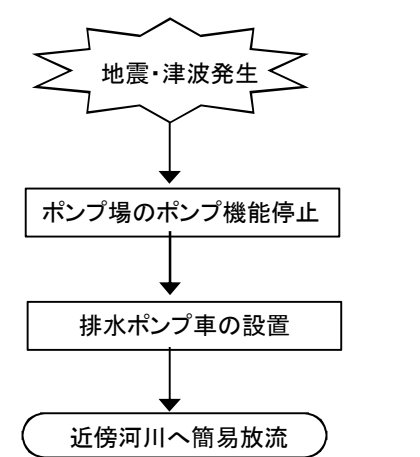 地震・津波発生
ポンプ場のポンプ機能停止
排水ポンプ車の設置
近傍河川へ簡易放流